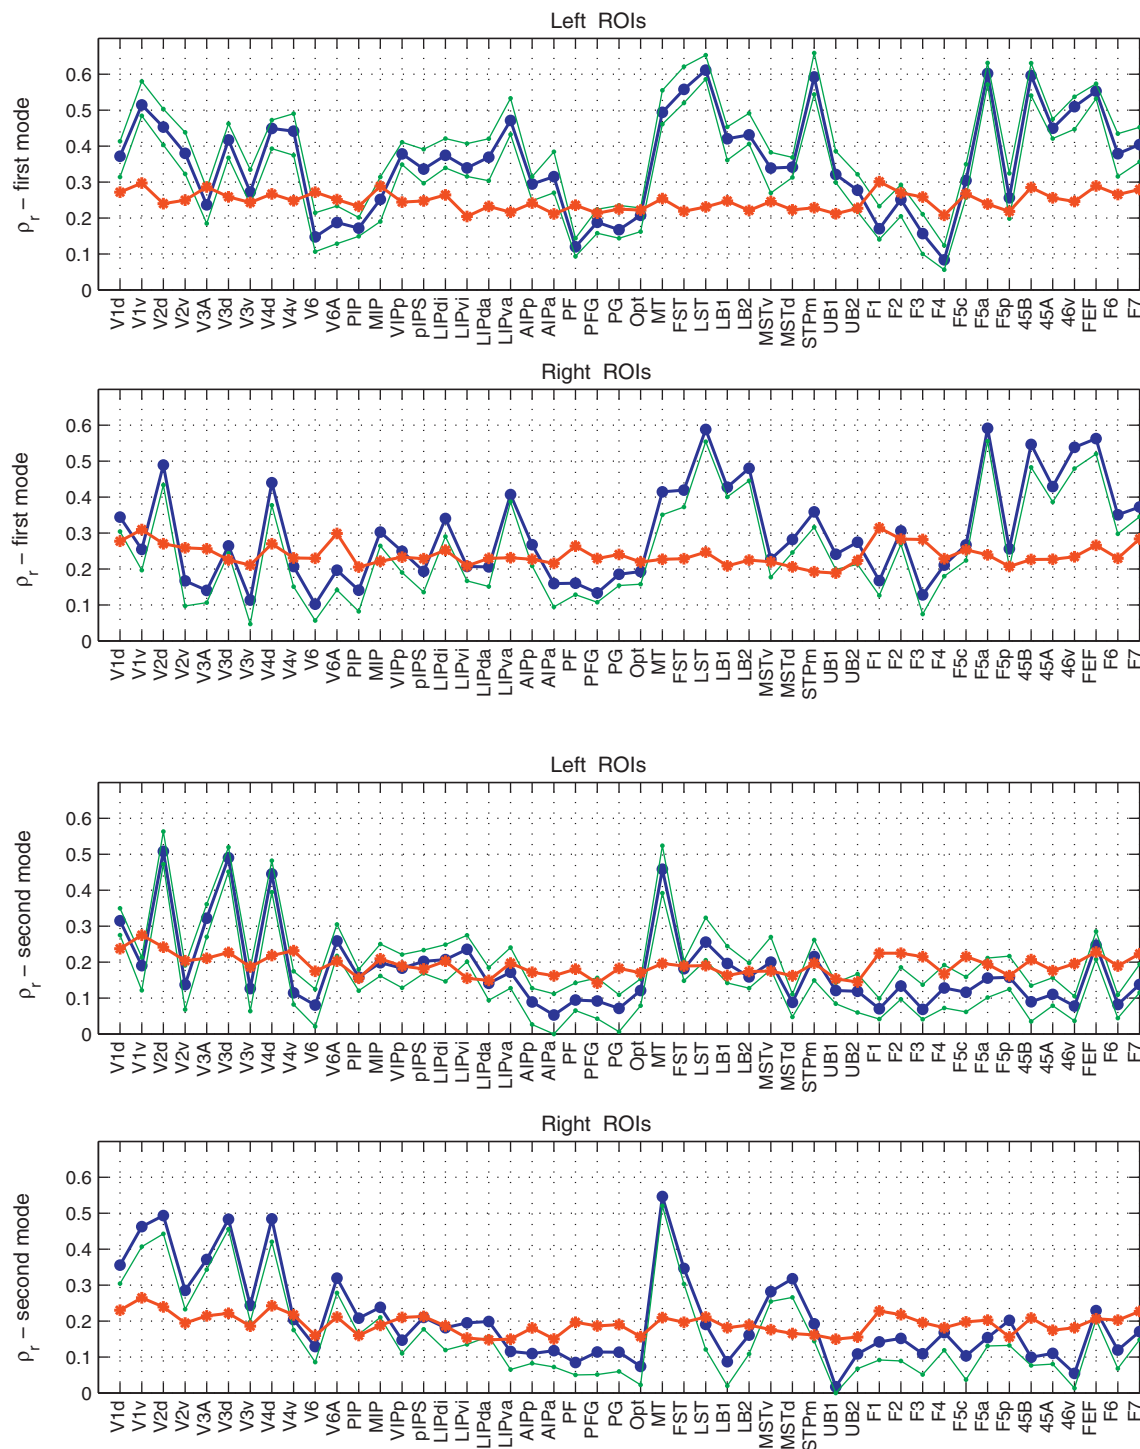 Left ROIs
ρr – first mode
0.6
0.5
0.4
0.3
0.2
0.1
0
V1d V1v V2d V2v V3A V3d V3v V4d V4v V6 V6A PIP MIP VIPp pIPS LIPdi LIPvi LIPda LIPva AIPp AIPa PF PFG PG Opt MT FST LST LB1 LB2 MSTv MSTd STPm UB1 UB2 F1 F2 F3 F4 F5c F5a F5p 45B 45A 46v FEF F6 F7
Right ROIs
ρr – first mode
0.6
0.5
0.4
0.3
0.2
0.1
0
V1d V1v V2d V2v V3A V3d V3v V4d V4v V6 V6A PIP MIP VIPp pIPS LIPdi LIPvi LIPda LIPva AIPp AIPa PF PFG PG Opt MT FST LST LB1 LB2 MSTv MSTd STPm UB1 UB2 F1 F2 F3 F4 F5c F5a F5p 45B 45A 46v FEF F6 F7
Left ROIs
ρr – second mode
0.6
0.5
0.4
0.3
0.2
0.1
0
V1d V1v V2d V2v V3A V3d V3v V4d V4v V6 V6A PIP MIP VIPp pIPS LIPdi LIPvi LIPda LIPva AIPp AIPa PF PFG PG Opt MT FST LST LB1 LB2 MSTv MSTd STPm UB1 UB2 F1 F2 F3 F4 F5c F5a F5p 45B 45A 46v FEF F6 F7
Right ROIs
ρr – second mode
0.6
0.5
0.4
0.3
0.2
0.1
0
V1d V1v V2d V2v V3A V3d V3v V4d V4v V6 V6A PIP MIP VIPp pIPS LIPdi LIPvi LIPda LIPva AIPp AIPa PF PFG PG Opt MT FST LST LB1 LB2 MSTv MSTd STPm UB1 UB2 F1 F2 F3 F4 F5c F5a F5p 45B 45A 46v FEF F6 F7